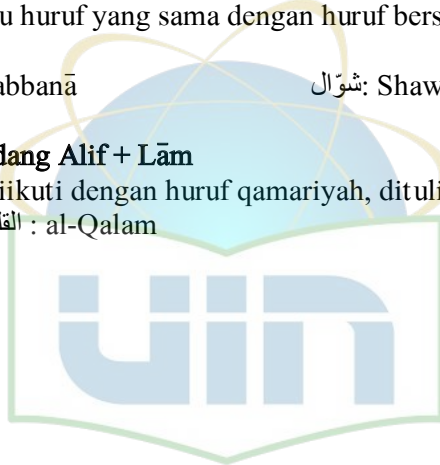 u huruf yang sama dengan huruf bers
abbanā شوّال: Shaw
dang Alif + Lām
iikuti dengan huruf qamariyah, dituli
: al-Qalam
uin